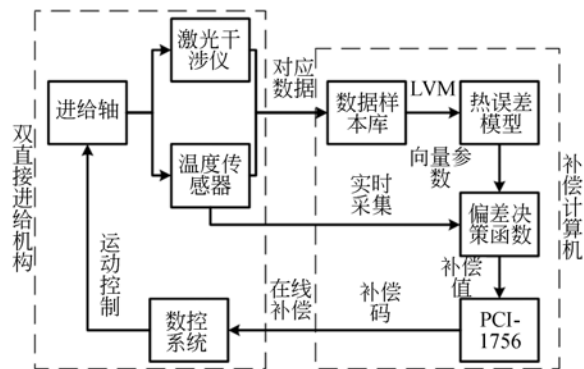 激光干
涉仪
进给轴
温度传
感器
对应
数据
数据样
本库
LVM
热误差
模型
向量参
数
实时
采集
偏差决
策函数
双直接进给机构
补偿计算机
运动控制
数控
系统
在线
补偿
补偿
码
补偿
值
PCI-
1756